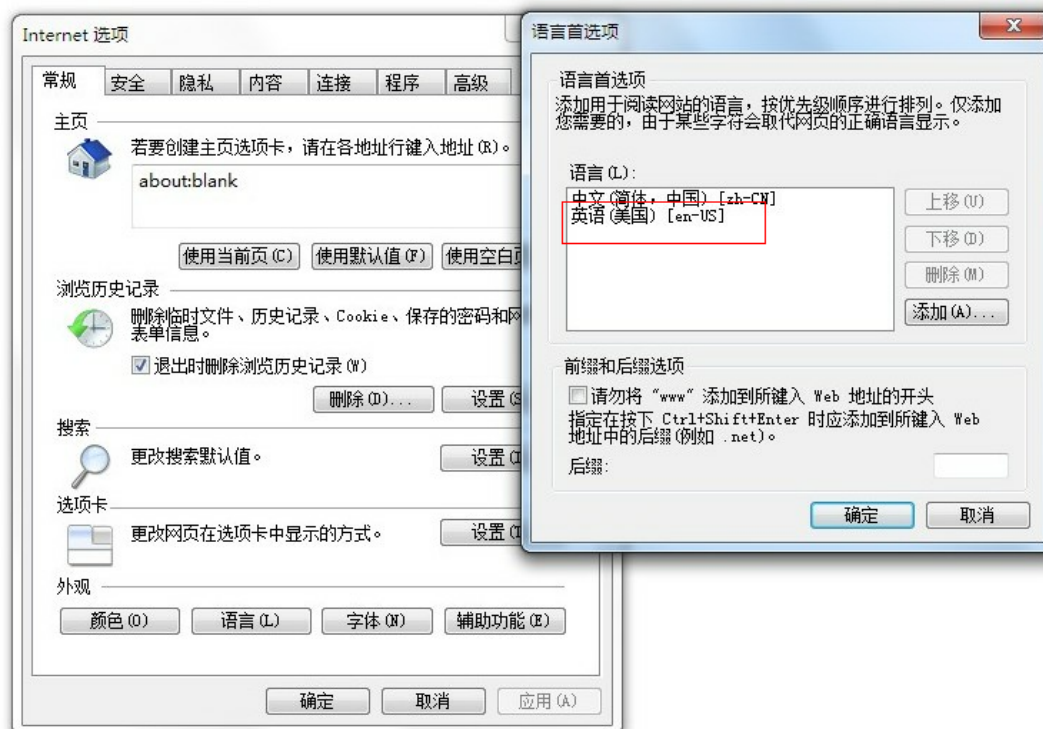 Internet 选项
常规
安全
隐私
内容
连接
程序
高级
主页
若要创建主页选项卡，请在各地址行键入地址(R)。
about:blank
使用当前页(C)
使用默认值(F)
使用空白
浏览历史记录
删除临时文件、历史记录、Cookie、保存的密码和网
表单信息。
退出时删除浏览历史记录(W)
删除(D)...
设置(S
搜索
更改搜索默认值。
设置(I
选项卡
更改网页在选项卡中显示的方式。
设置(T
外观
颜色(O)
语言(L)
字体(N)
辅助功能(E)
确定
取消
应用(A)
语言首选项
X
语言首选项
添加用于阅读网站的语言，按优先级顺序进行排列。仅添加
您需要的，由于某些字符会取代网页的正确语言显示。
语言(L):
中文(简体，中国) [zh-CN]
英语(美国) [en-US]
上移(U)
下移(D)
删除(M)
添加(A)...
前缀和后缀选项
请勿将 "www" 添加到所键入 Web 地址的开头
指定在按下 Ctrl+Shift+Enter 时应添加到所键入 Web
地址中的后缀(例如 .net)。
后缀:
确定
取消